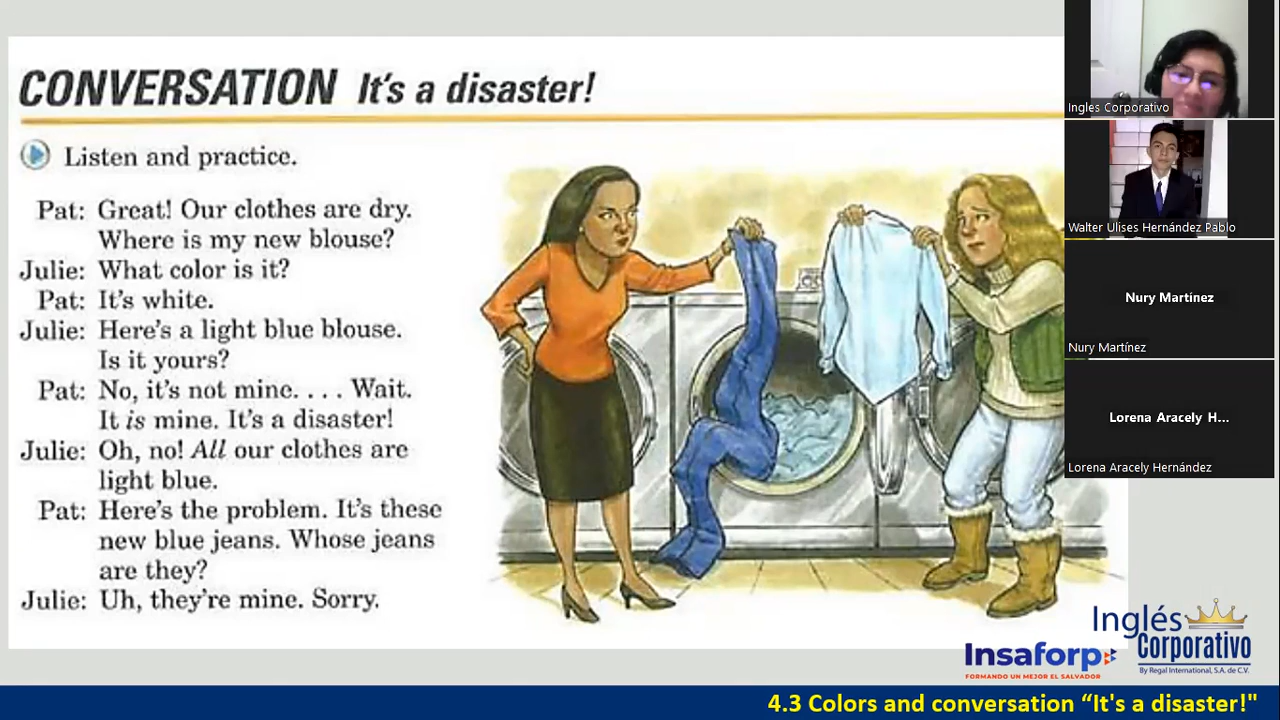 CONVERSATION It's a disaster!
Listen and practice.
Pat: Great! Our clothes are dry.
Where is my new blouse?
Julie: What color is it?
Pat: It's white.
Julie: Here's a light blue blouse.
Is it yours?
Pat: No, it's not mine. . . . Wait.
It is mine. It's a disaster!
Julie: Oh, no! All our clothes are
light blue.
Pat: Here's the problem. It's these
new blue jeans. Whose jeans
are they?
Julie: Uh, they're mine. Sorry.
Ingles Corporativo
Walter Ulises Hernández Pablo
Nury Martínez
Nury Martínez
Lorena Aracely H...
Lorena Aracely Hernández
Insaforp
FORMANDO UN MEJOR EL SALVADOR
Inglés
Corporativo
By Regal International, S.A. de C.V.
4.3 Colors and conversation “It's a disaster!"